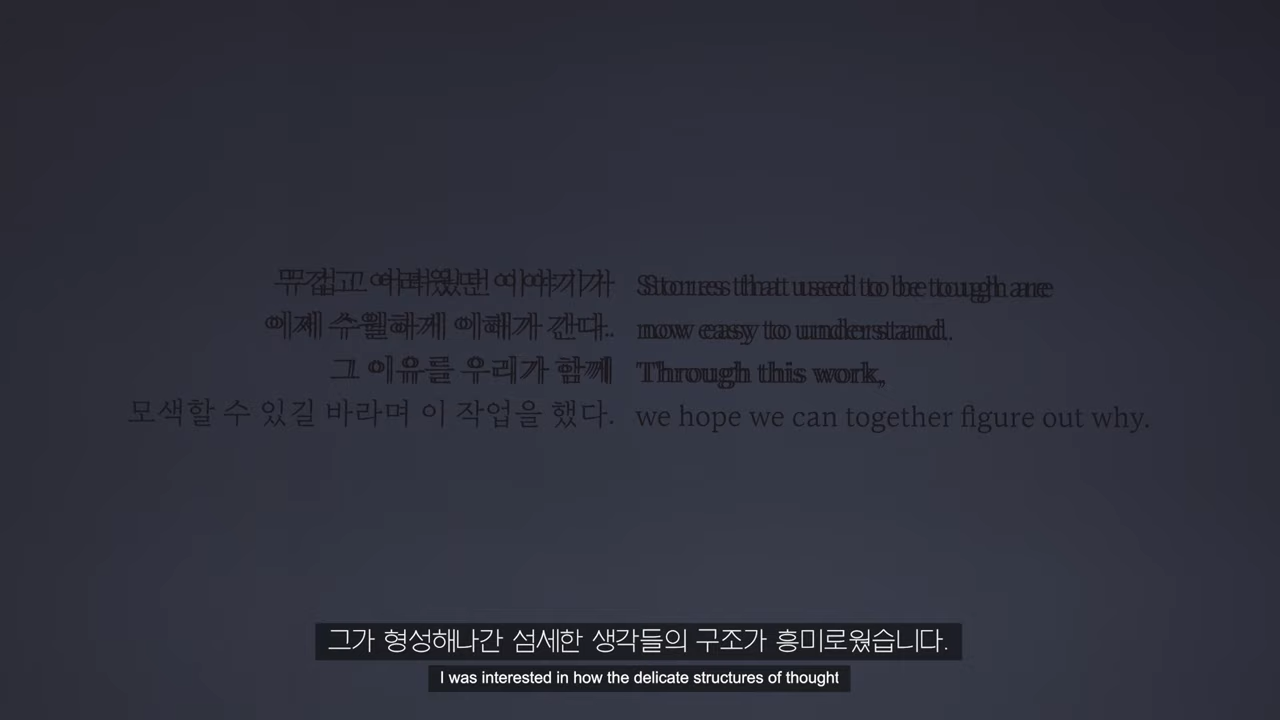 무겁고 어려웠던 이야기가 Stories that used to be tough are
이제 수월하게 이해가 간다. now easy to understand.
그 이유를 우리가 함께 Through this work,
모색할 수 있길 바라며 이 작업을 했다. we hope we can together figure out why.
그가 형성해나간 섬세한 생각들의 구조가 흥미로웠습니다.
I was interested in how the delicate structures of thought